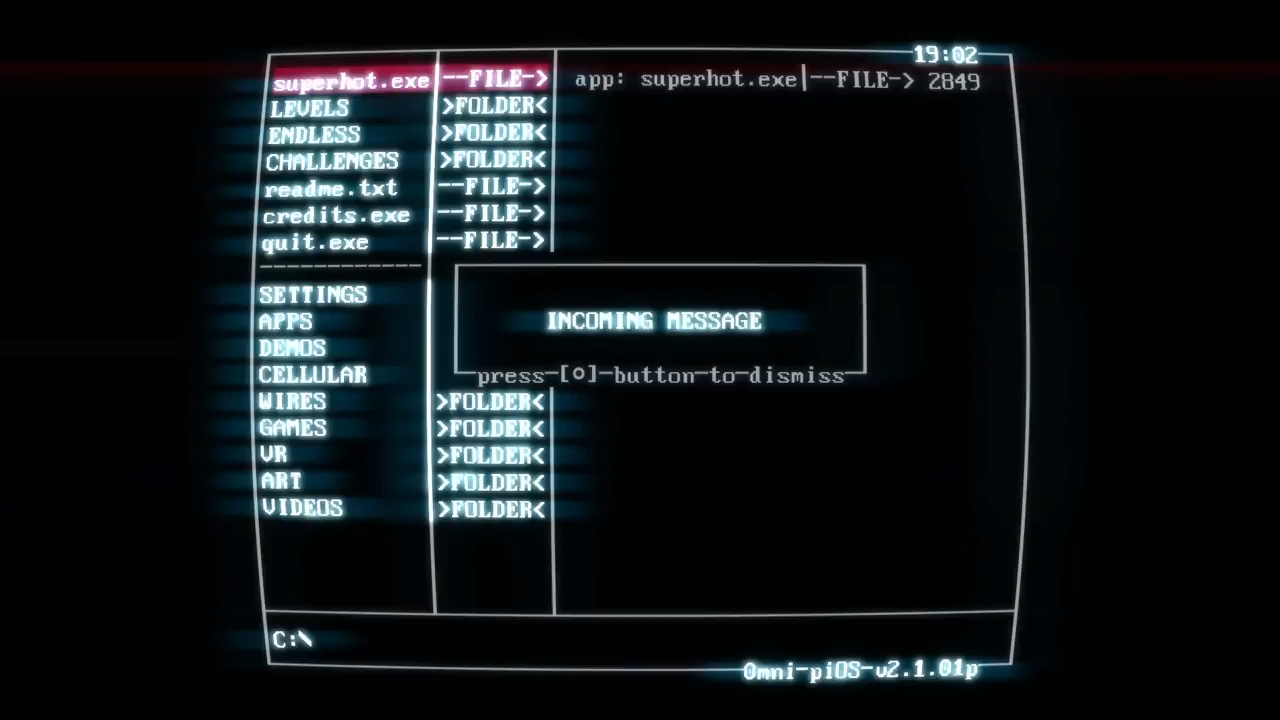 19:02
superhot.exe --FILE-> app: superhot.exe|--FILE-> 2849
LEVELS >FOLDER<
ENDLESS >FOLDER<
CHALLENGES >FOLDER<
readme.txt --FILE->
credits.exe --FILE->
quit.exe --FILE->
SETTINGS
INCOMING MESSAGE
APPS
DEMOS
CELLULAR
press-[O]-button-to-dismiss
WIRES >FOLDER<
GAMES >FOLDER<
VR >FOLDER<
ART >FOLDER<
VIDEOS >FOLDER<
C:\
Omni-piOS-v2.1.01p